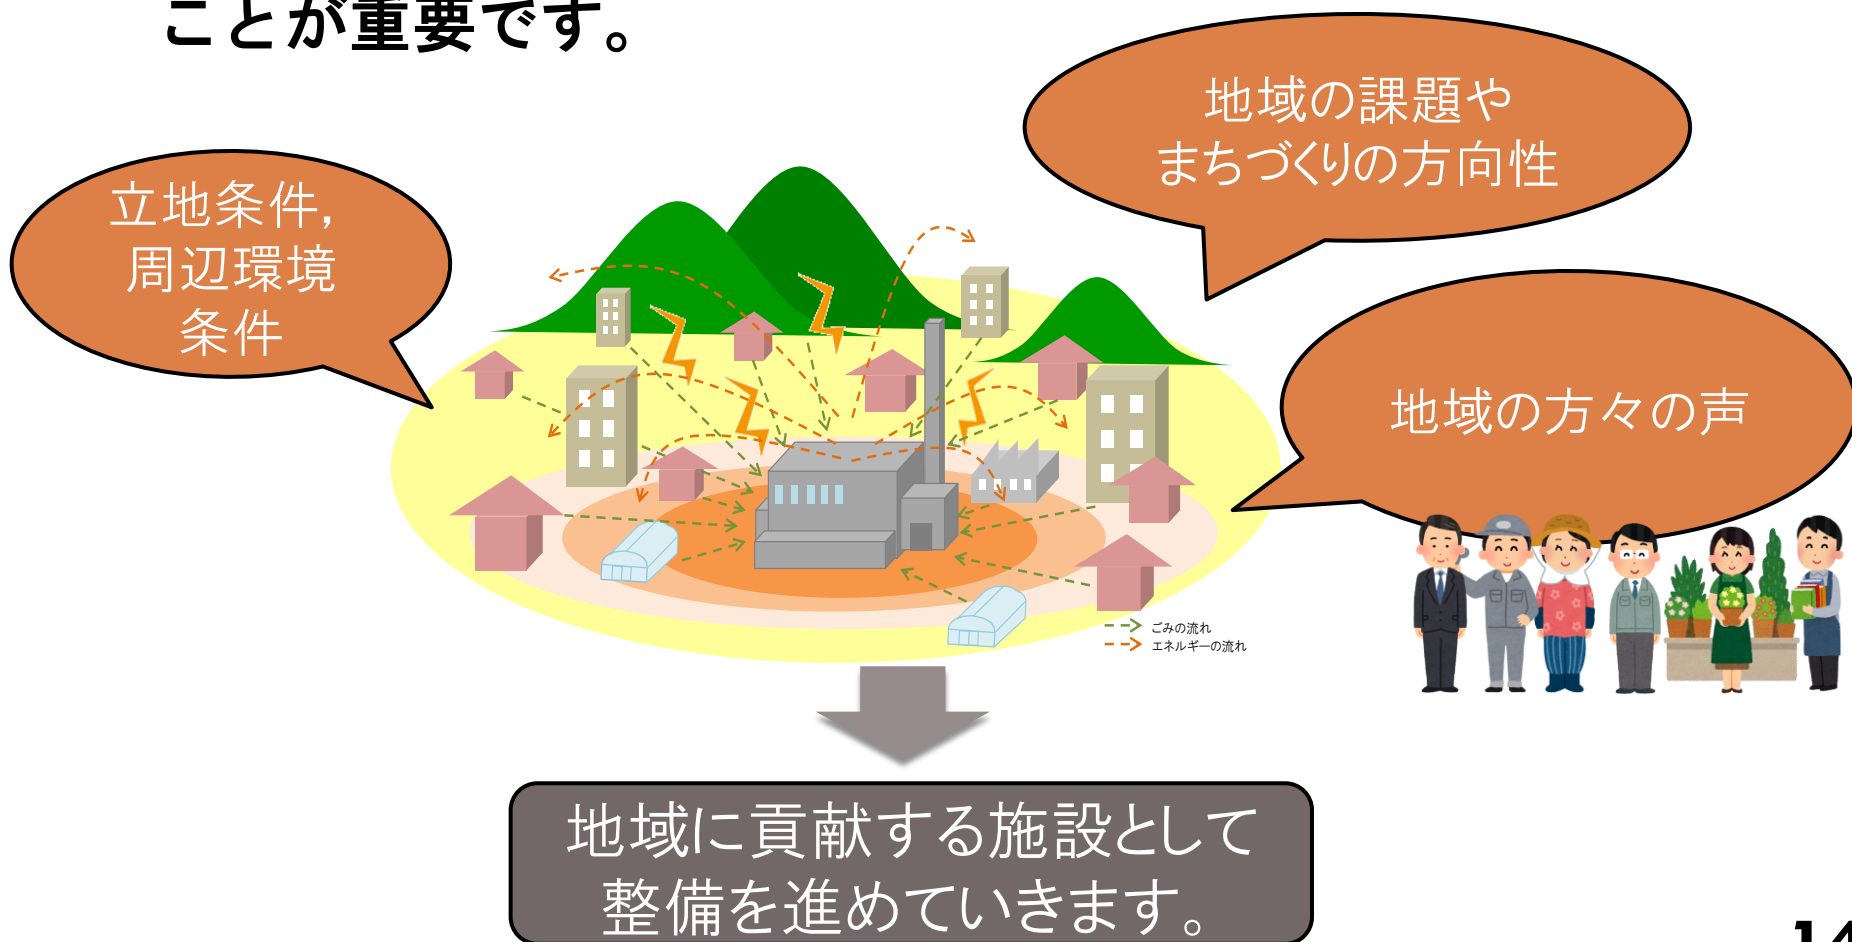 ことが重要です。
地域の課題や
まちづくりの方向性
立地条件,
周辺環境
条件
地域の方々の声
ごみの流れ
エネルギーの流れ
地域に貢献する施設として
整備を進めていきます。
14